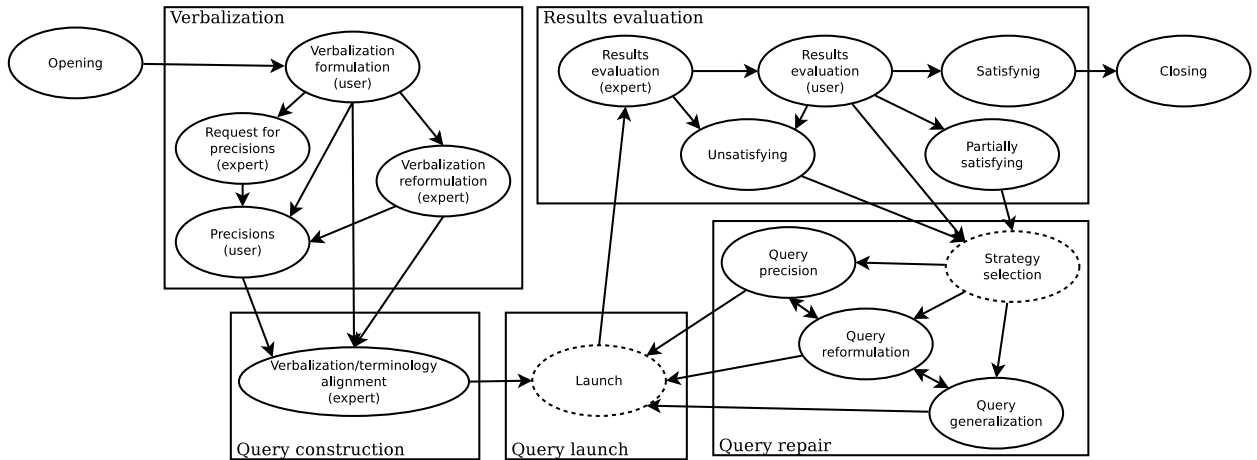 Verbalization
Opening
Verbalization
formulation
(user)
Request for
precisions
(expert)
Verbalization
reformulation
(expert)
Precisions
(user)
Results evaluation
Results
evaluation
(expert)
Results
evaluation
(user)
Satisfynig
Closing
Unsatisfying
Partially
satisfying
Query
precision
Strategy
selection
Query
reformulation
Query
generalization
Query repair
Verbalization/terminology
alignment
(expert)
Query construction
Launch
Query launch